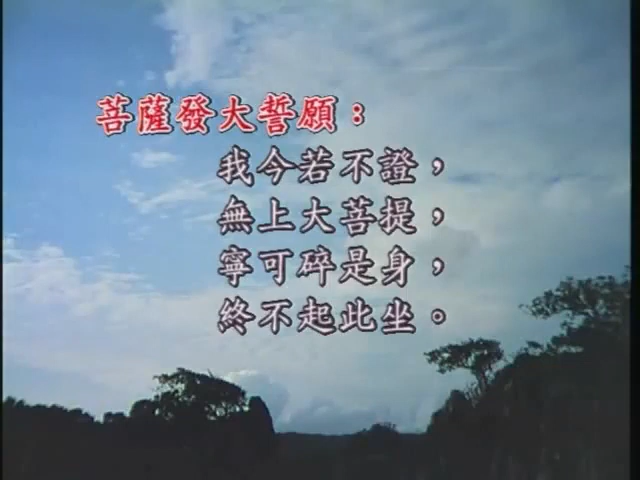 菩薩發大誓願：
我今若不證，
無上大菩提，
寧可碎是身，
終不起此坐。